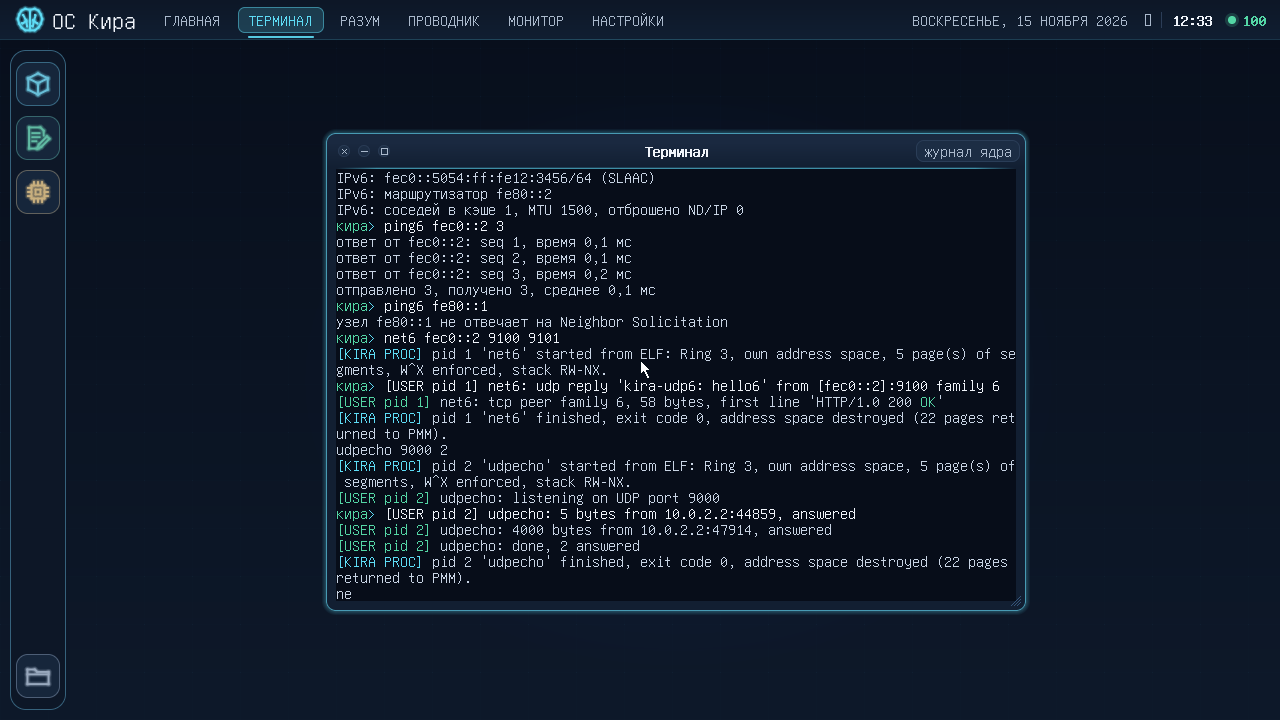 ОС Кира
ГЛАВНАЯ
ТЕРМИНАЛ
РАЗУМ
ПРОВОДНИК
МОНИТОР
НАСТРОЙКИ
ВОСКРЕСЕНЬЕ, 15 НОЯБРЯ 2026
12:33
100
Терминал
журнал ядра
IPv6: fec0::5054:ff:fe12:3456/64 (SLAAC)
IPv6: маршрутизатор fe80::2
IPv6: соседей в кэше 1, MTU 1500, отброшено ND/IP 0
кира> ping6 fec0::2 3
ответ от fec0::2: seq 1, время 0,1 мс
ответ от fec0::2: seq 2, время 0,1 мс
ответ от fec0::2: seq 3, время 0,2 мс
отправлено 3, получено 3, среднее 0,1 мс
кира> ping6 fe80::1
узел fe80::1 не отвечает на Neighbor Solicitation
кира> net6 fec0::2 9100 9101
[KIRA PROC] pid 1 'net6' started from ELF: Ring 3, own address space, 5 page(s) of se
gments, W^X enforced, stack RW-NX.
кира> [USER pid 1] net6: udp reply 'kira-udp6: hello6' from [fec0::2]:9100 family 6
[USER pid 1] net6: tcp peer family 6, 58 bytes, first line 'HTTP/1.0 200 OK'
[KIRA PROC] pid 1 'net6' finished, exit code 0, address space destroyed (22 pages ret
urned to PMM).
udpecho 9000 2
[KIRA PROC] pid 2 'udpecho' started from ELF: Ring 3, own address space, 5 page(s) of
segments, W^X enforced, stack RW-NX.
[USER pid 2] udpecho: listening on UDP port 9000
кира> [USER pid 2] udpecho: 5 bytes from 10.0.2.2:44859, answered
[USER pid 2] udpecho: 4000 bytes from 10.0.2.2:47914, answered
[USER pid 2] udpecho: done, 2 answered
[KIRA PROC] pid 2 'udpecho' finished, exit code 0, address space destroyed (22 pages
returned to PMM).
ne